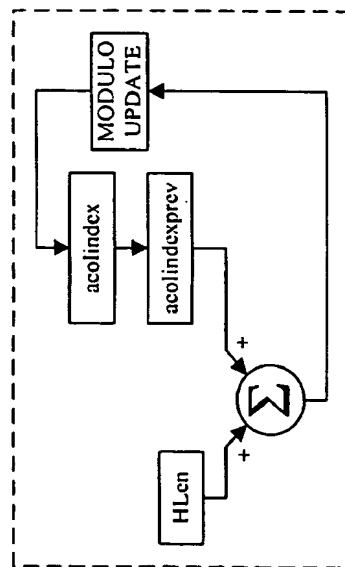 MODULO
UPDATE
acolindex
acolindexprev
+
+
Σ
HLen